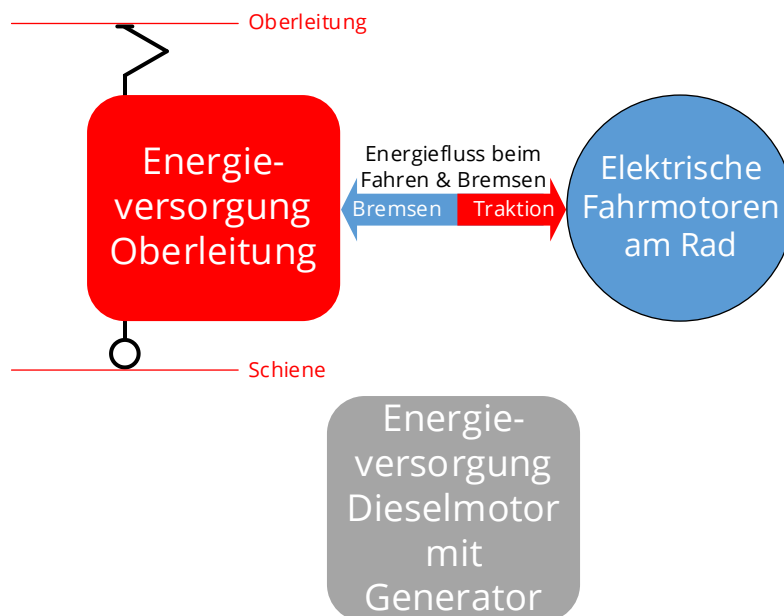 Oberleitung
Energie-
versorgung
Oberleitung
Energiefluss beim
Fahren & Bremsen
Bremsen
Traktion
Elektrische
Fahrmotoren
am Rad
Schiene
Energie-
versorgung
Dieselmotor
mit
Generator